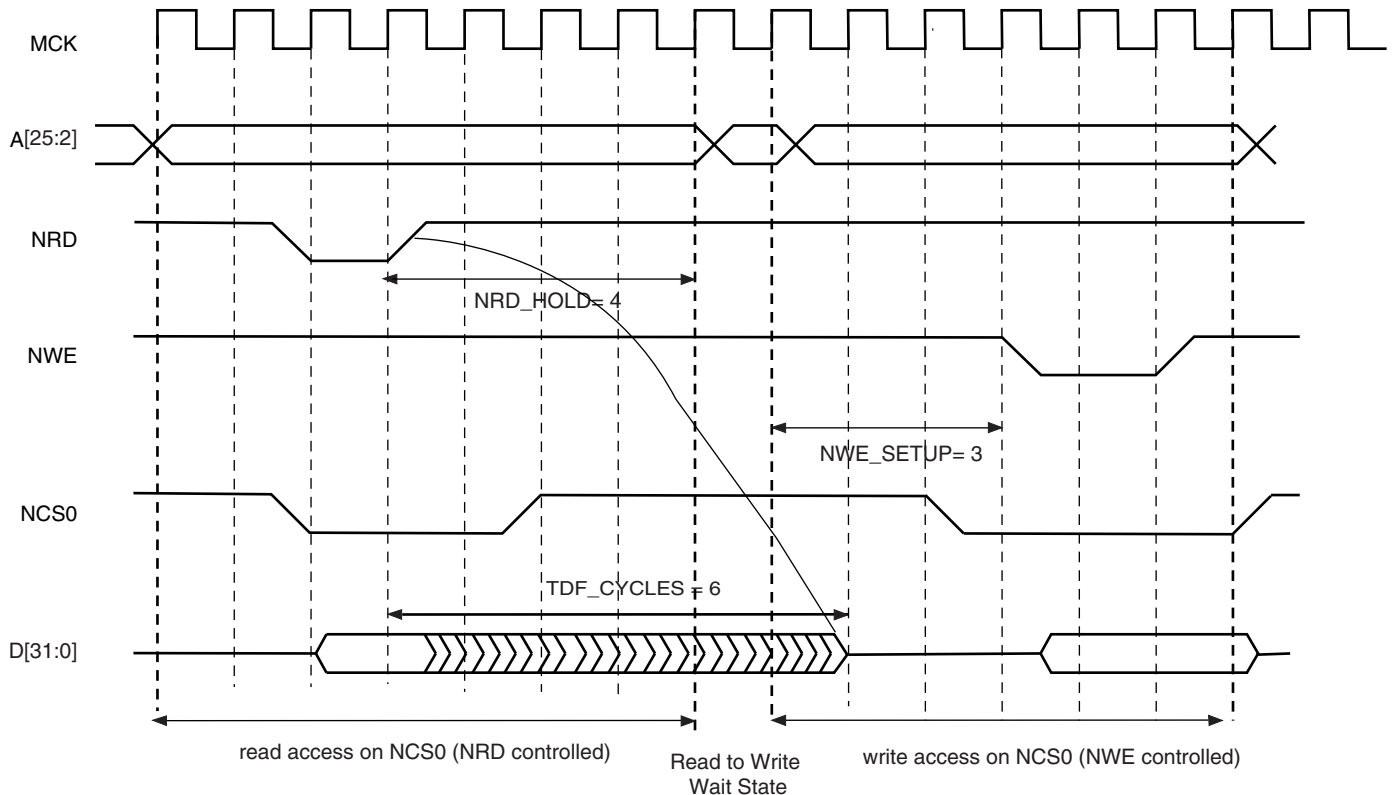 MCK
A[25:2]
NRD
NRD_HOLD= 4
NWE
NWE_SETUP= 3
NCS0
TDF_CYCLES = 6
D[31:0]
read access on NCS0 (NRD controlled)
Read to Write
Wait State
write access on NCS0 (NWE controlled)